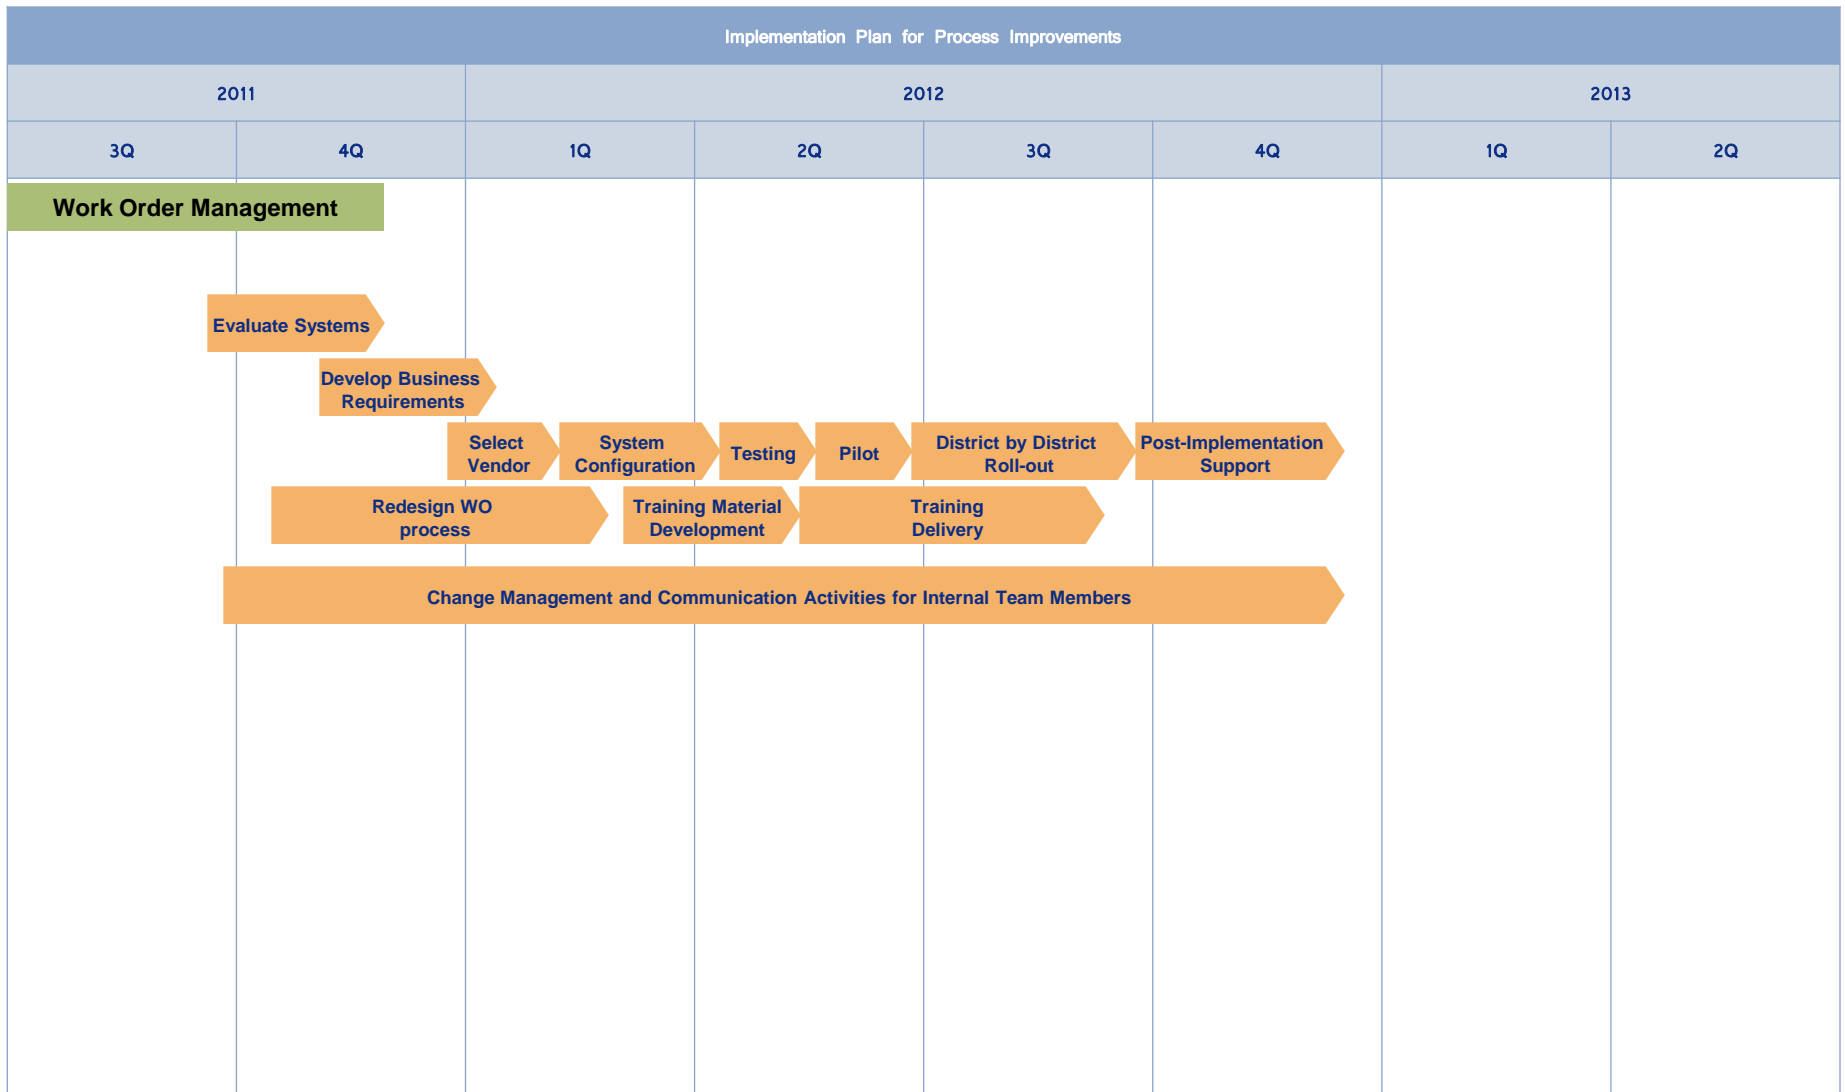 Implementation Plan for Process Improvements
2011
2012
2013
3Q
4Q
1Q
2Q
3Q
4Q
1Q
2Q
Work Order Management
Evaluate Systems
Develop Business
Requirements
Select
Vendor
System
Configuration
Testing
Pilot
District by District
Roll-out
Post-Implementation
Support
Redesign WO
process
Training Material
Development
Training
Delivery
Change Management and Communication Activities for Internal Team Members